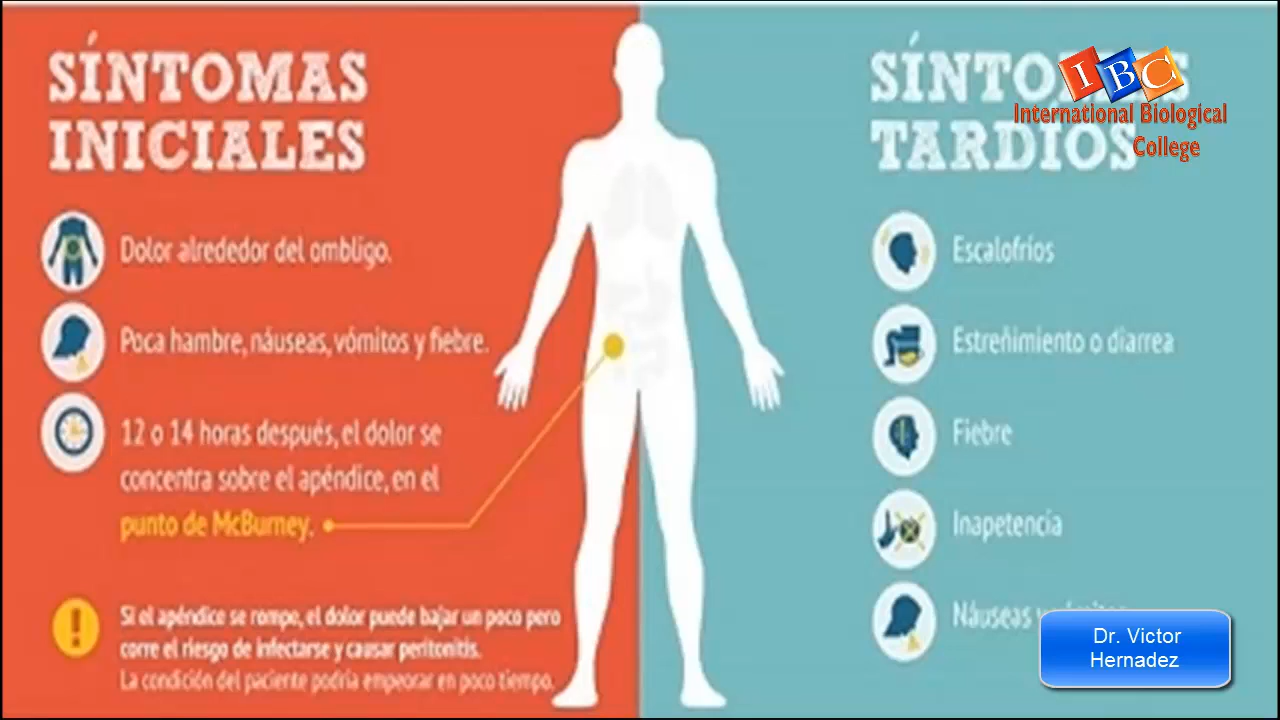 SÍNTOMAS
INICIALES
Dolor alrededor del ombligo.
Poca hambre, náuseas, vómitos y fiebre.
12 o 14 horas después, el dolor se
concentra sobre el apéndice, en el
punto de McBurney.
Si el apéndice se rompe, el dolor puede bajar un poco pero
corre el riesgo de infectarse y causar peritonitis.
La condición del paciente podría empeorar en poco tiempo.
TARDÍOS
IBC
International Biological
College
Escalofríos
Estreñimiento o diarrea
Fiebre
Inapetencia
Náuseas
Dr. Victor
Hernadez